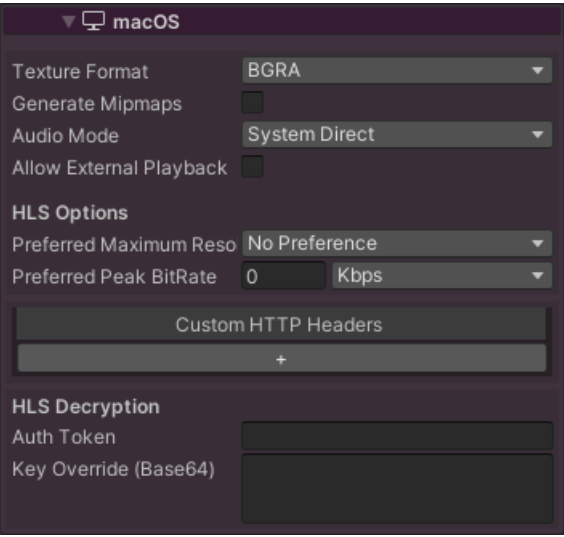 macOS
Texture Format BGRA
Generate Mipmaps
Audio Mode System Direct
Allow External Playback
HLS Options
Preferred Maximum Reso No Preference
Preferred Peak BitRate 0 Kbps
Custom HTTP Headers
+
HLS Decryption
Auth Token
Key Override (Base64)